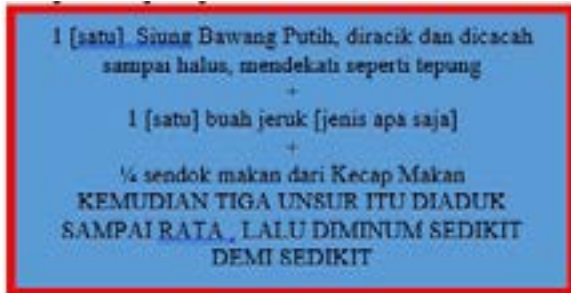 1 [satu] Siung Bawang Putih, diracik dan dicacah
sampai halus, mendekati seperti tepung
+
1 [satu] buah jeruk [jenis apa saja]
+
¼ sendok makan dari Kecap Makan
KEMUDIAN TIGA UNSUR ITU DIADUK
SAMPAI RATA , LALU DIMINUM SEDIKIT
DEMI SEDIKIT